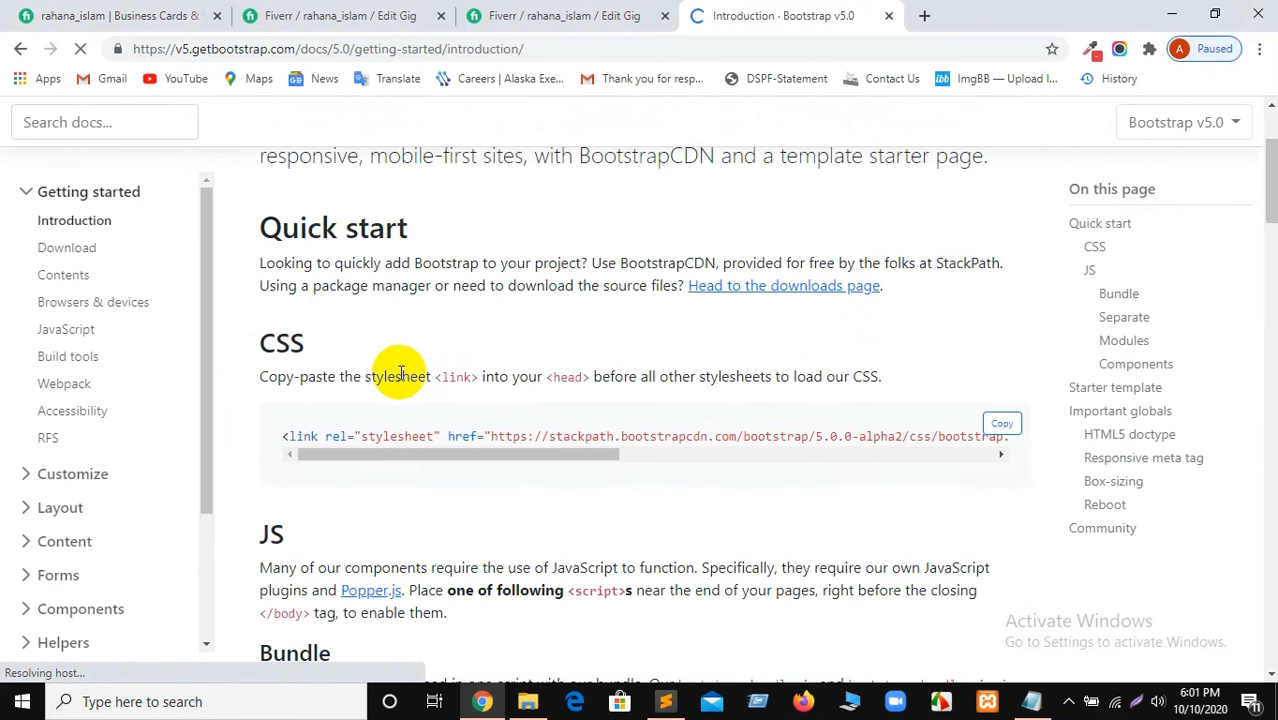 rahana_islam | Business Cards &
Fiverr / rahana_islam / Edit Gig
Fiverr / rahana_islam / Edit Gig
Introduction · Bootstrap v5.0
https://v5.getbootstrap.com/docs/5.0/getting-started/introduction/
A Paused
Apps
Gmail
YouTube
Maps
News
Translate
Careers | Alaska Exe...
Thank you for resp...
DSPF-Statement
Contact Us
ibb ImgBB — Upload I...
History
Search docs...
Bootstrap v5.0
responsive, mobile-first sites, with BootstrapCDN and a template starter page.
Getting started
Introduction
Download
Contents
Browsers & devices
JavaScript
Build tools
Webpack
Accessibility
RFS
Customize
Layout
Content
Forms
Components
Helpers
Quick start
Looking to quickly add Bootstrap to your project? Use BootstrapCDN, provided for free by the folks at StackPath.
Using a package manager or need to download the source files? Head to the downloads page.
CSS
Copy-paste the stylesheet <link> into your <head> before all other stylesheets to load our CSS.
Copy
<link rel="stylesheet" href="https://stackpath.bootstrapcdn.com/bootstrap/5.0.0-alpha2/css/bootstrap.
JS
Many of our components require the use of JavaScript to function. Specifically, they require our own JavaScript
plugins and Popper.js. Place one of following <script>s near the end of your pages, right before the closing
</body> tag, to enable them.
Bundle
On this page
Quick start
CSS
JS
Bundle
Separate
Modules
Components
Starter template
Important globals
HTML5 doctype
Responsive meta tag
Box-sizing
Reboot
Community
Activate Windows
Go to Settings to activate Windows.
Resolving host...
Type here to search
6:01 PM
10/10/2020
11